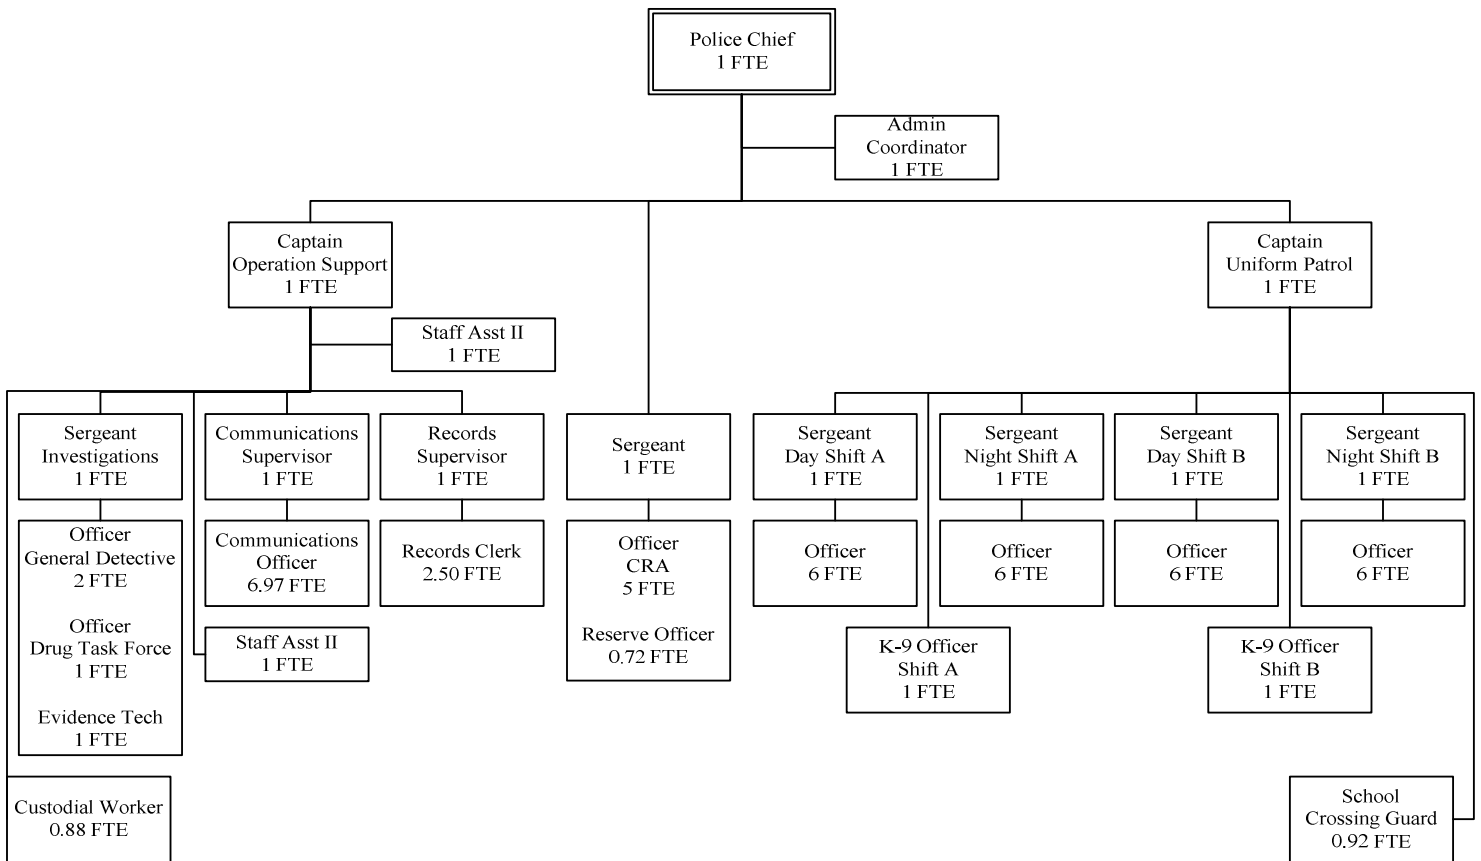 Police Chief
1 FTE
Admin
Coordinator
1 FTE
Captain
Operation Support
1 FTE
Captain
Uniform Patrol
1 FTE
Staff Asst II
1 FTE
Sergeant
Investigations
1 FTE
Communications
Supervisor
1 FTE
Records
Supervisor
1 FTE
Sergeant
1 FTE
Sergeant
Day Shift A
1 FTE
Sergeant
Night Shift A
1 FTE
Sergeant
Day Shift B
1 FTE
Sergeant
Night Shift B
1 FTE
Officer
General Detective
2 FTE
Officer
Drug Task Force
1 FTE
Evidence Tech
1 FTE
Communications
Officer
6.97 FTE
Records Clerk
2.50 FTE
Officer
CRA
5 FTE
Reserve Officer
0.72 FTE
Officer
6 FTE
Officer
6 FTE
Officer
6 FTE
Officer
6 FTE
Staff Asst II
1 FTE
K-9 Officer
Shift A
1 FTE
K-9 Officer
Shift B
1 FTE
Custodial Worker
0.88 FTE
School
Crossing Guard
0.92 FTE